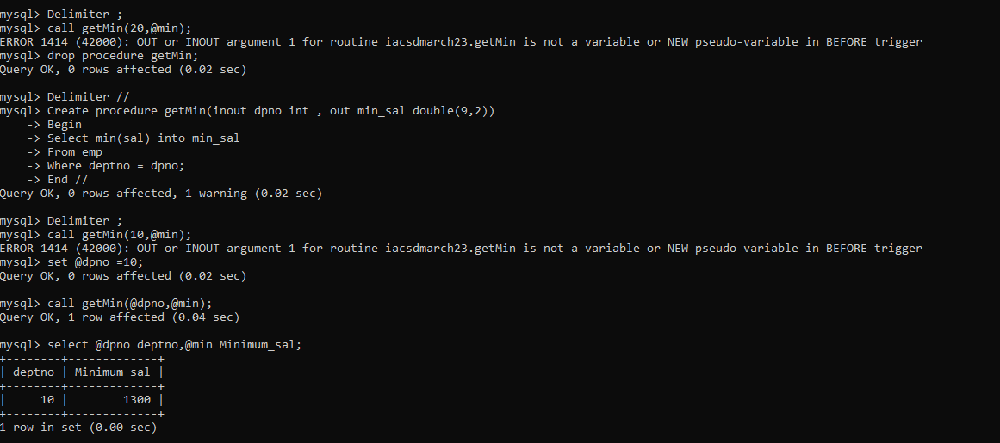 mysql> Delimiter ;
mysql> call getMin(20,@min);
ERROR 1414 (42000): OUT or INOUT argument 1 for routine iacsdmarch23.getMin is not a variable or NEW pseudo-variable in BEFORE trigger
mysql> drop procedure getMin;
Query OK, 0 rows affected (0.02 sec)

mysql> Delimiter //
mysql> Create procedure getMin(inout dpno int , out min_sal double(9,2))
    -> Begin
    -> Select min(sal) into min_sal
    -> From emp
    -> Where deptno = dpno;
    -> End //
Query OK, 0 rows affected, 1 warning (0.02 sec)

mysql> Delimiter ;
mysql> call getMin(10,@min);
ERROR 1414 (42000): OUT or INOUT argument 1 for routine iacsdmarch23.getMin is not a variable or NEW pseudo-variable in BEFORE trigger
mysql> set @dpno =10;
Query OK, 0 rows affected (0.02 sec)

mysql> call getMin(@dpno,@min);
Query OK, 1 row affected (0.04 sec)

mysql> select @dpno deptno,@min Minimum_sal;
+--------+-------------+
| deptno | Minimum_sal |
+--------+-------------+
|     10 |        1300 |
+--------+-------------+
1 row in set (0.00 sec)